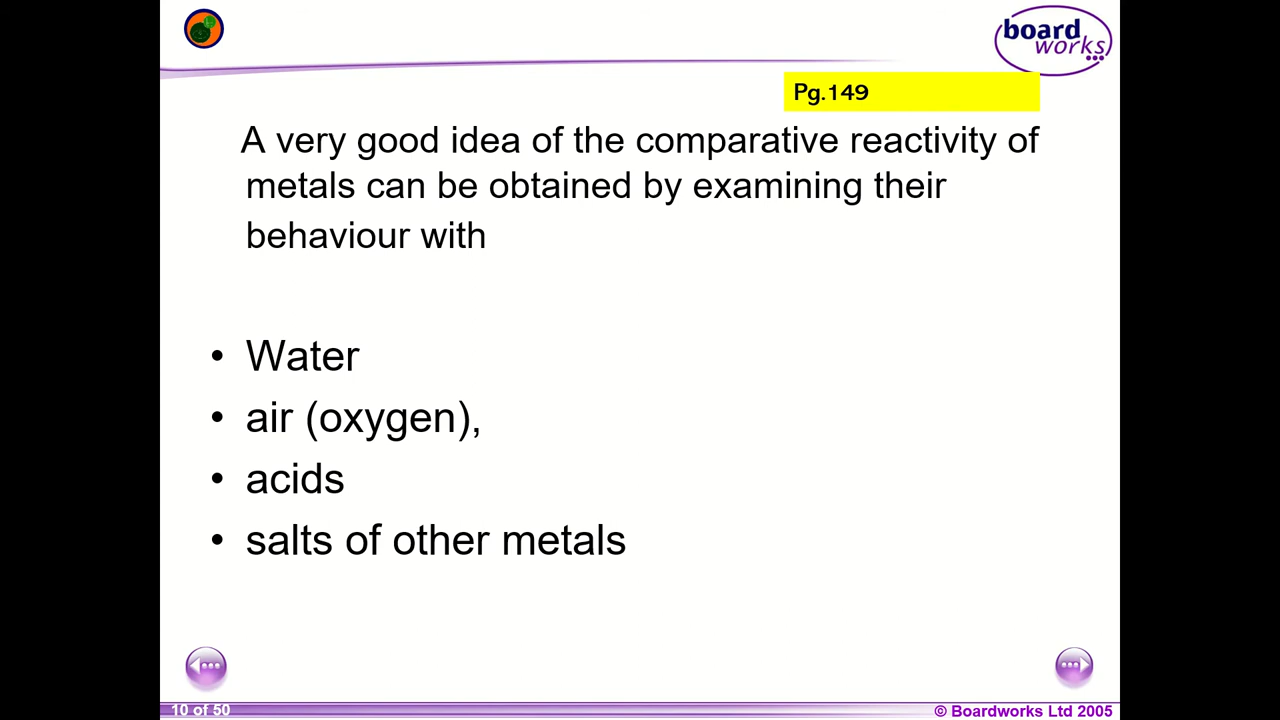 board
works
Pg.149
A very good idea of the comparative reactivity of
metals can be obtained by examining their
behaviour with
• Water
• air (oxygen),
• acids
• salts of other metals
10 of 50
© Boardworks Ltd 2005